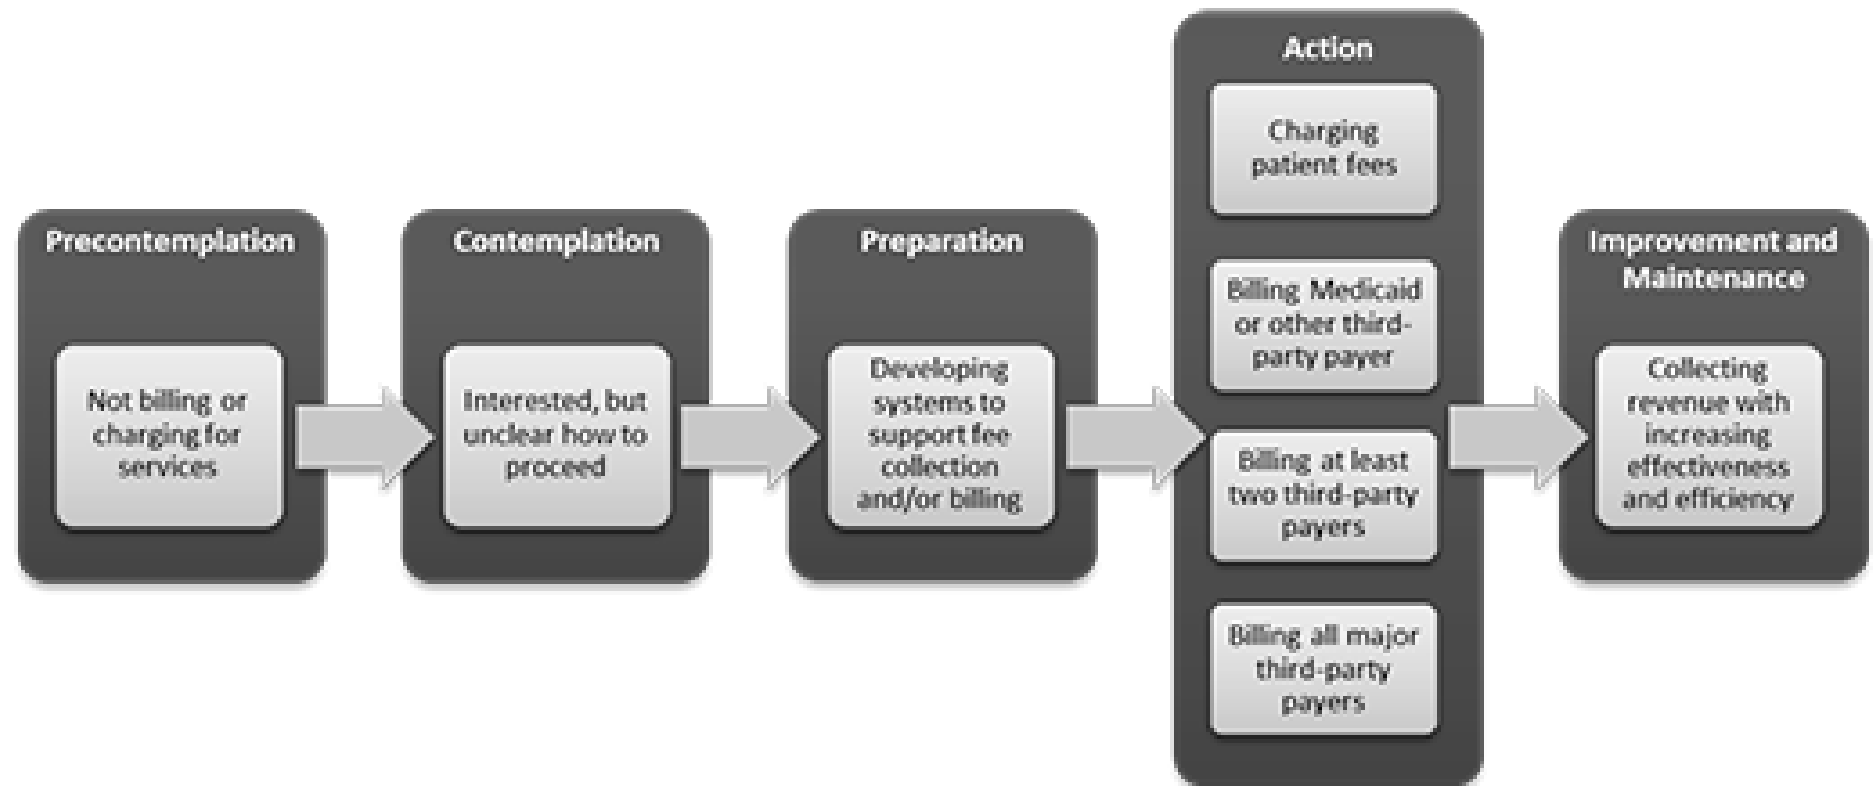 Precontemplation
Not billing or
charging for
services
Contemplation
Interested, but
unclear how to
proceed
Preparation
Developing
systems to
support fee
collection
and/or billing
Action
Charging
patient fees
Billing Medicaid
or other third-
party payer
Billing at least
two third-party
payers
Billing all major
third-party
payers
Improvement and
Maintenance
Collecting
revenue with
increasing
effectiveness
and efficiency